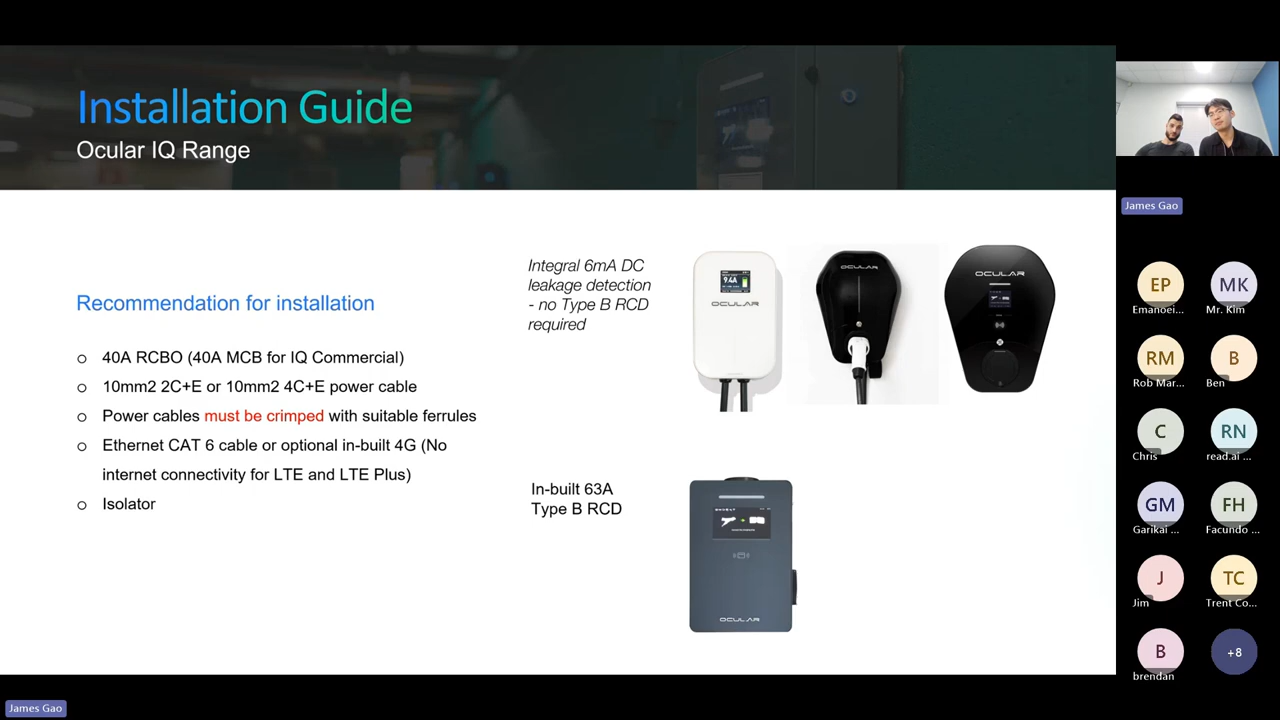 Installation Guide
Ocular IQ Range
Recommendation for installation
o 40A RCBO (40A MCB for IQ Commercial)
o 10mm2 2C+E or 10mm2 4C+E power cable
o Power cables must be crimped with suitable ferrules
o Ethernet CAT 6 cable or optional in-built 4G (No
internet connectivity for LTE and LTE Plus)
o Isolator
Integral 6mA DC
leakage detection
- no Type B RCD
required
9.4A
OCULAR
OCULAR
OCULAR
In-built 63A
Type B RCD
OCULAR
James Gao
EP
Emanoei...
MK
Mr. Kim
RM
Rob Mar...
B
Ben
C
Chris
RN
read.ai ...
GM
Garikai ...
FH
Facundo ...
J
Jim
TC
Trent Co...
B
brendan
+8
James Gao